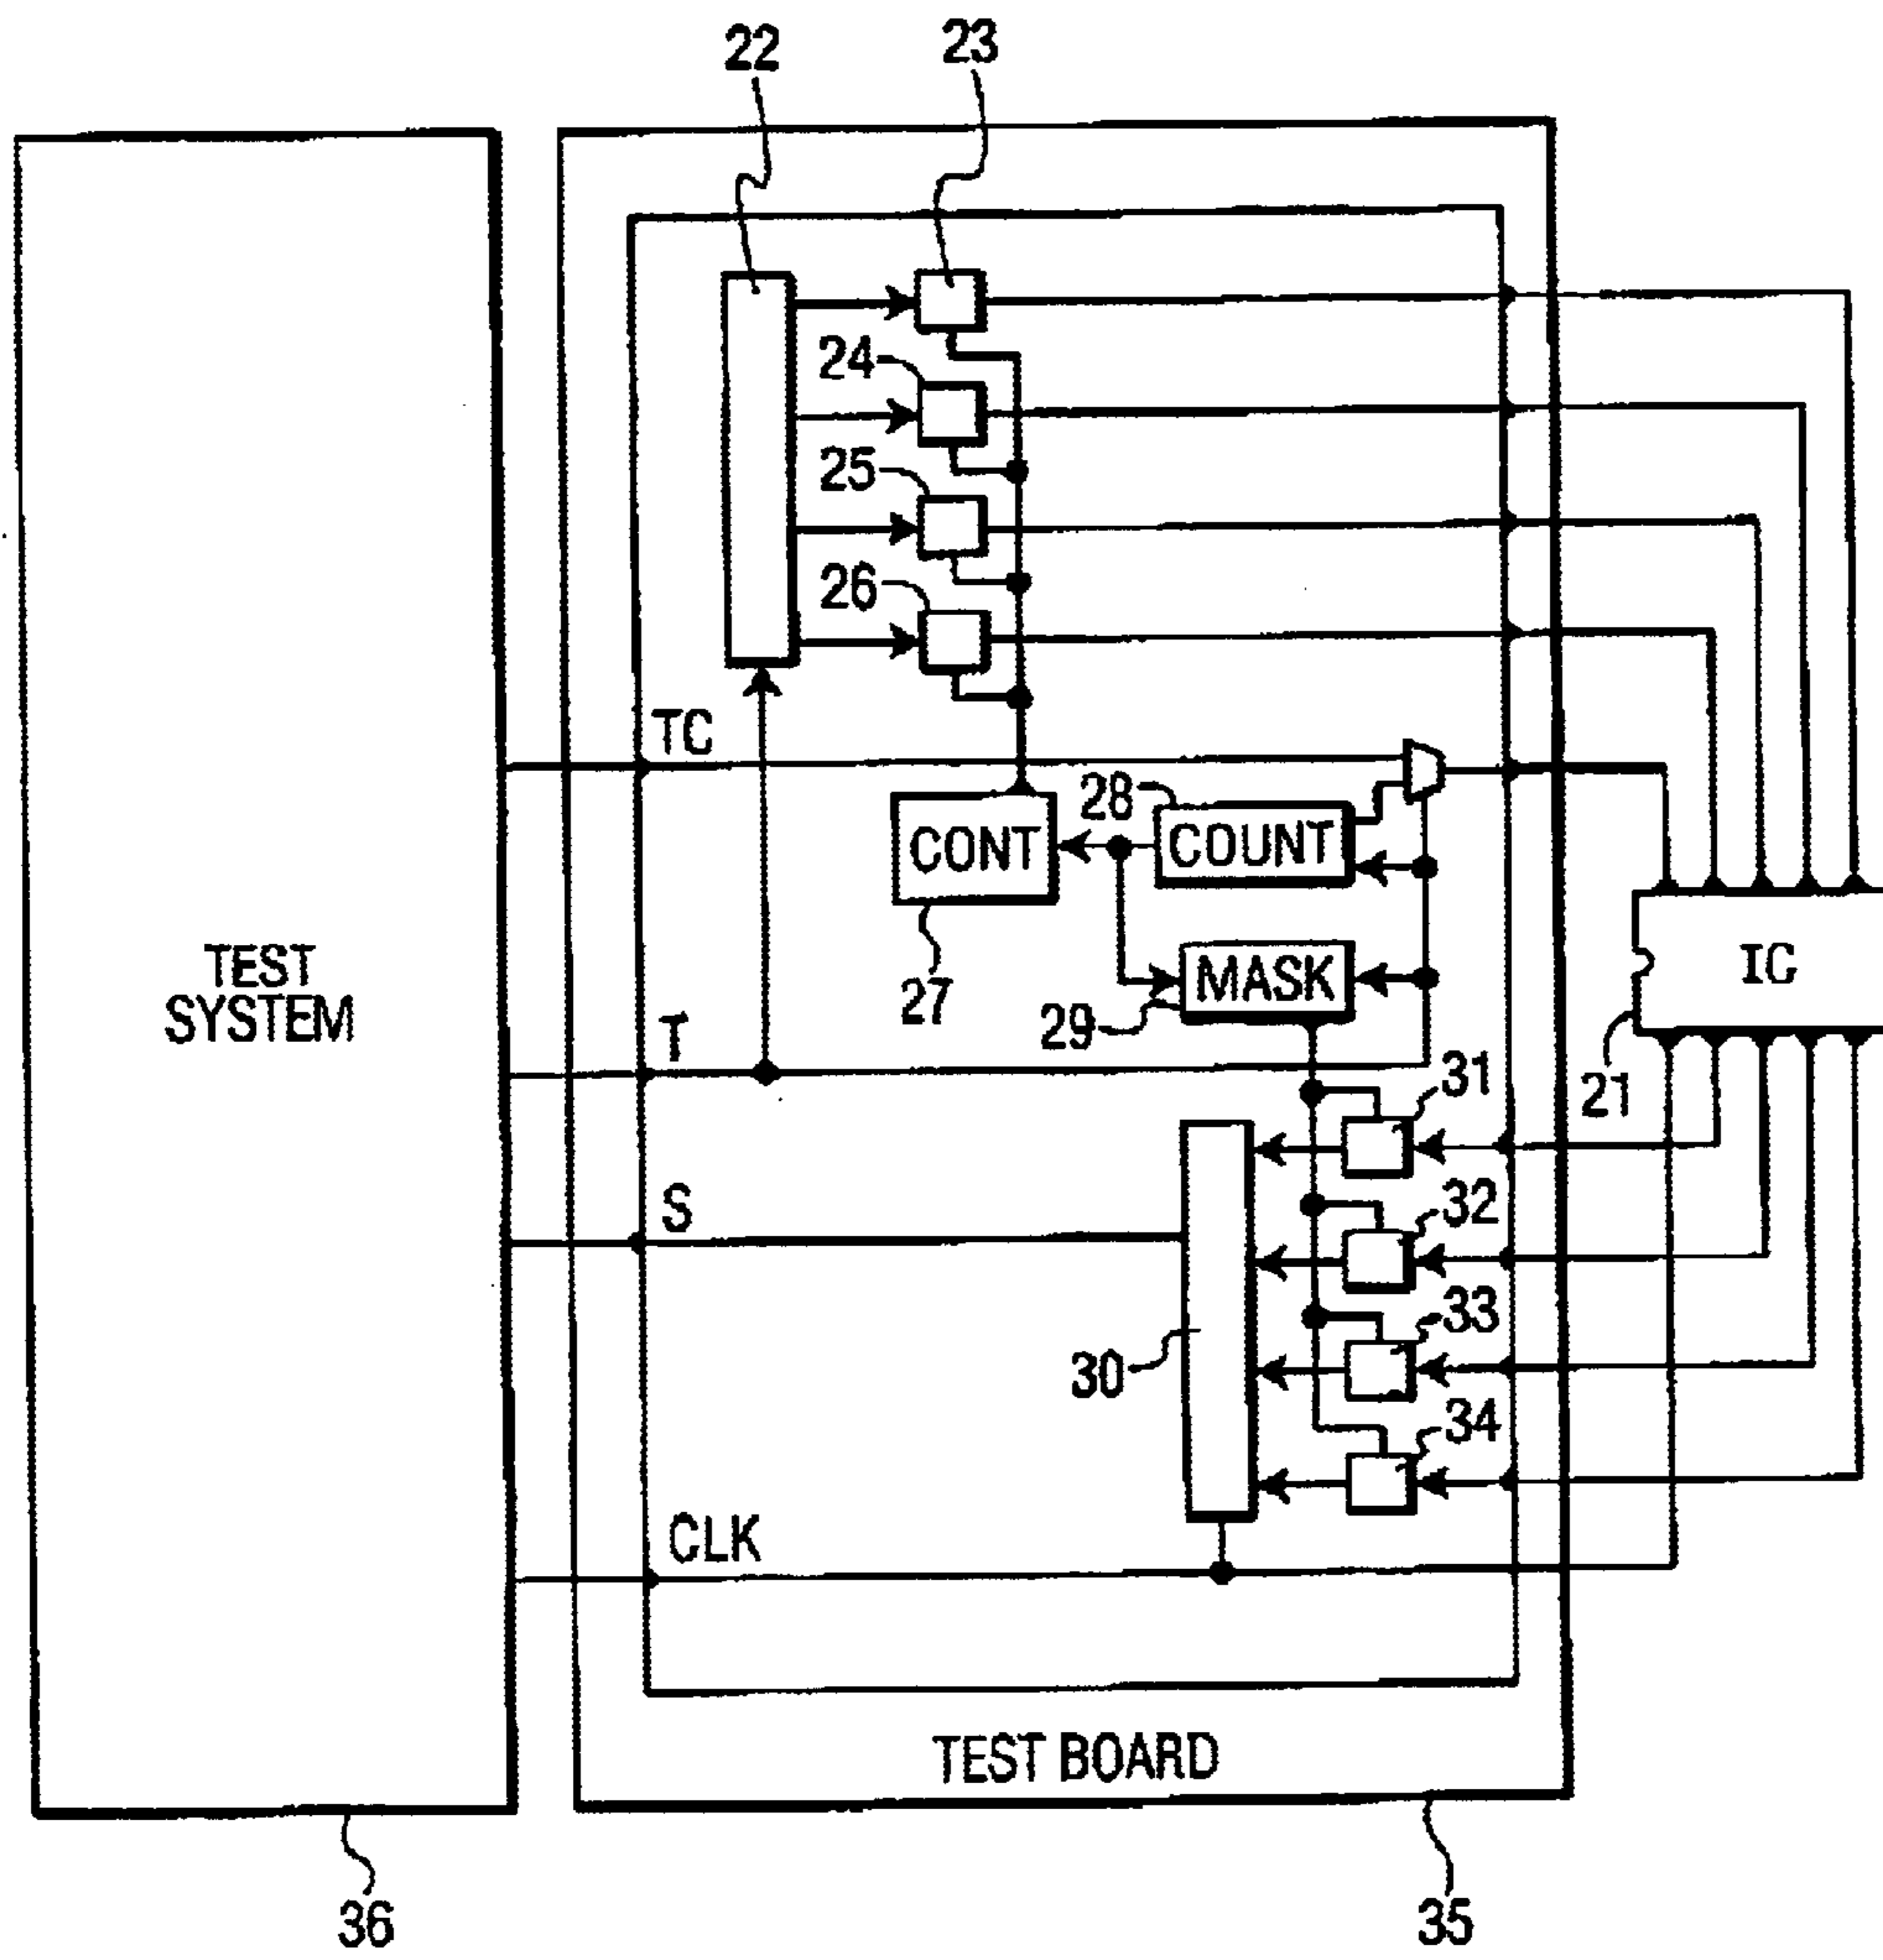 22
23
24
25
26
TC
28
CONT
COUNT
27
MASK
29
TEST
SYSTEM
IC
21
T
31
S
32
33
30
34
CLK
TEST BOARD
36
35